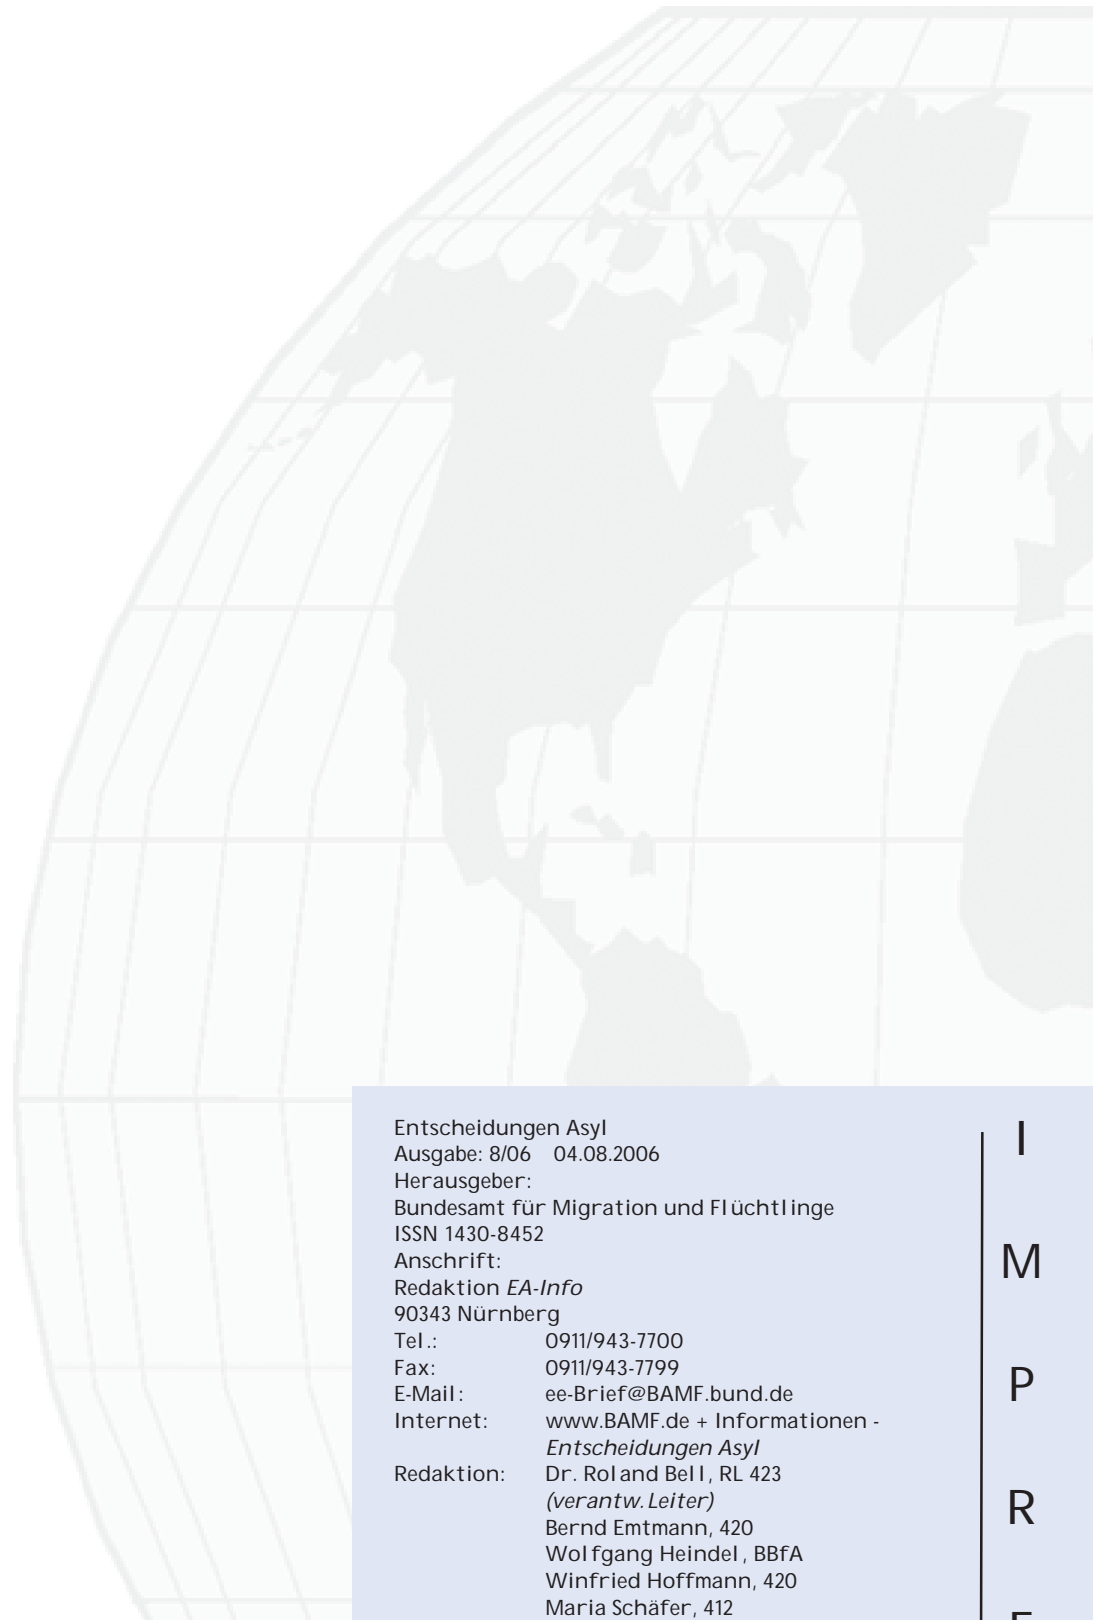 Entscheidungen Asyl
Ausgabe: 8/06 04.08.2006
Herausgeber:
Bundesamt für Migration und Flüchtlinge
ISSN 1430-8452
Anschrift:
Redaktion EA-Info
90343 Nürnberg
Tel.: 0911/943-7700
Fax: 0911/943-7799
E-Mail: ee-Brief@BAMF.bund.de
Internet: www.BAMF.de + Informationen -
Entscheidungen Asyl
Redaktion: Dr. Roland Bell, RL 423
(verantw. Leiter)
Bernd Emtmann, 420
Wolfgang Heindel, BBfA
Winfried Hoffmann, 420
Maria Schäfer, 412
I
M
P
R